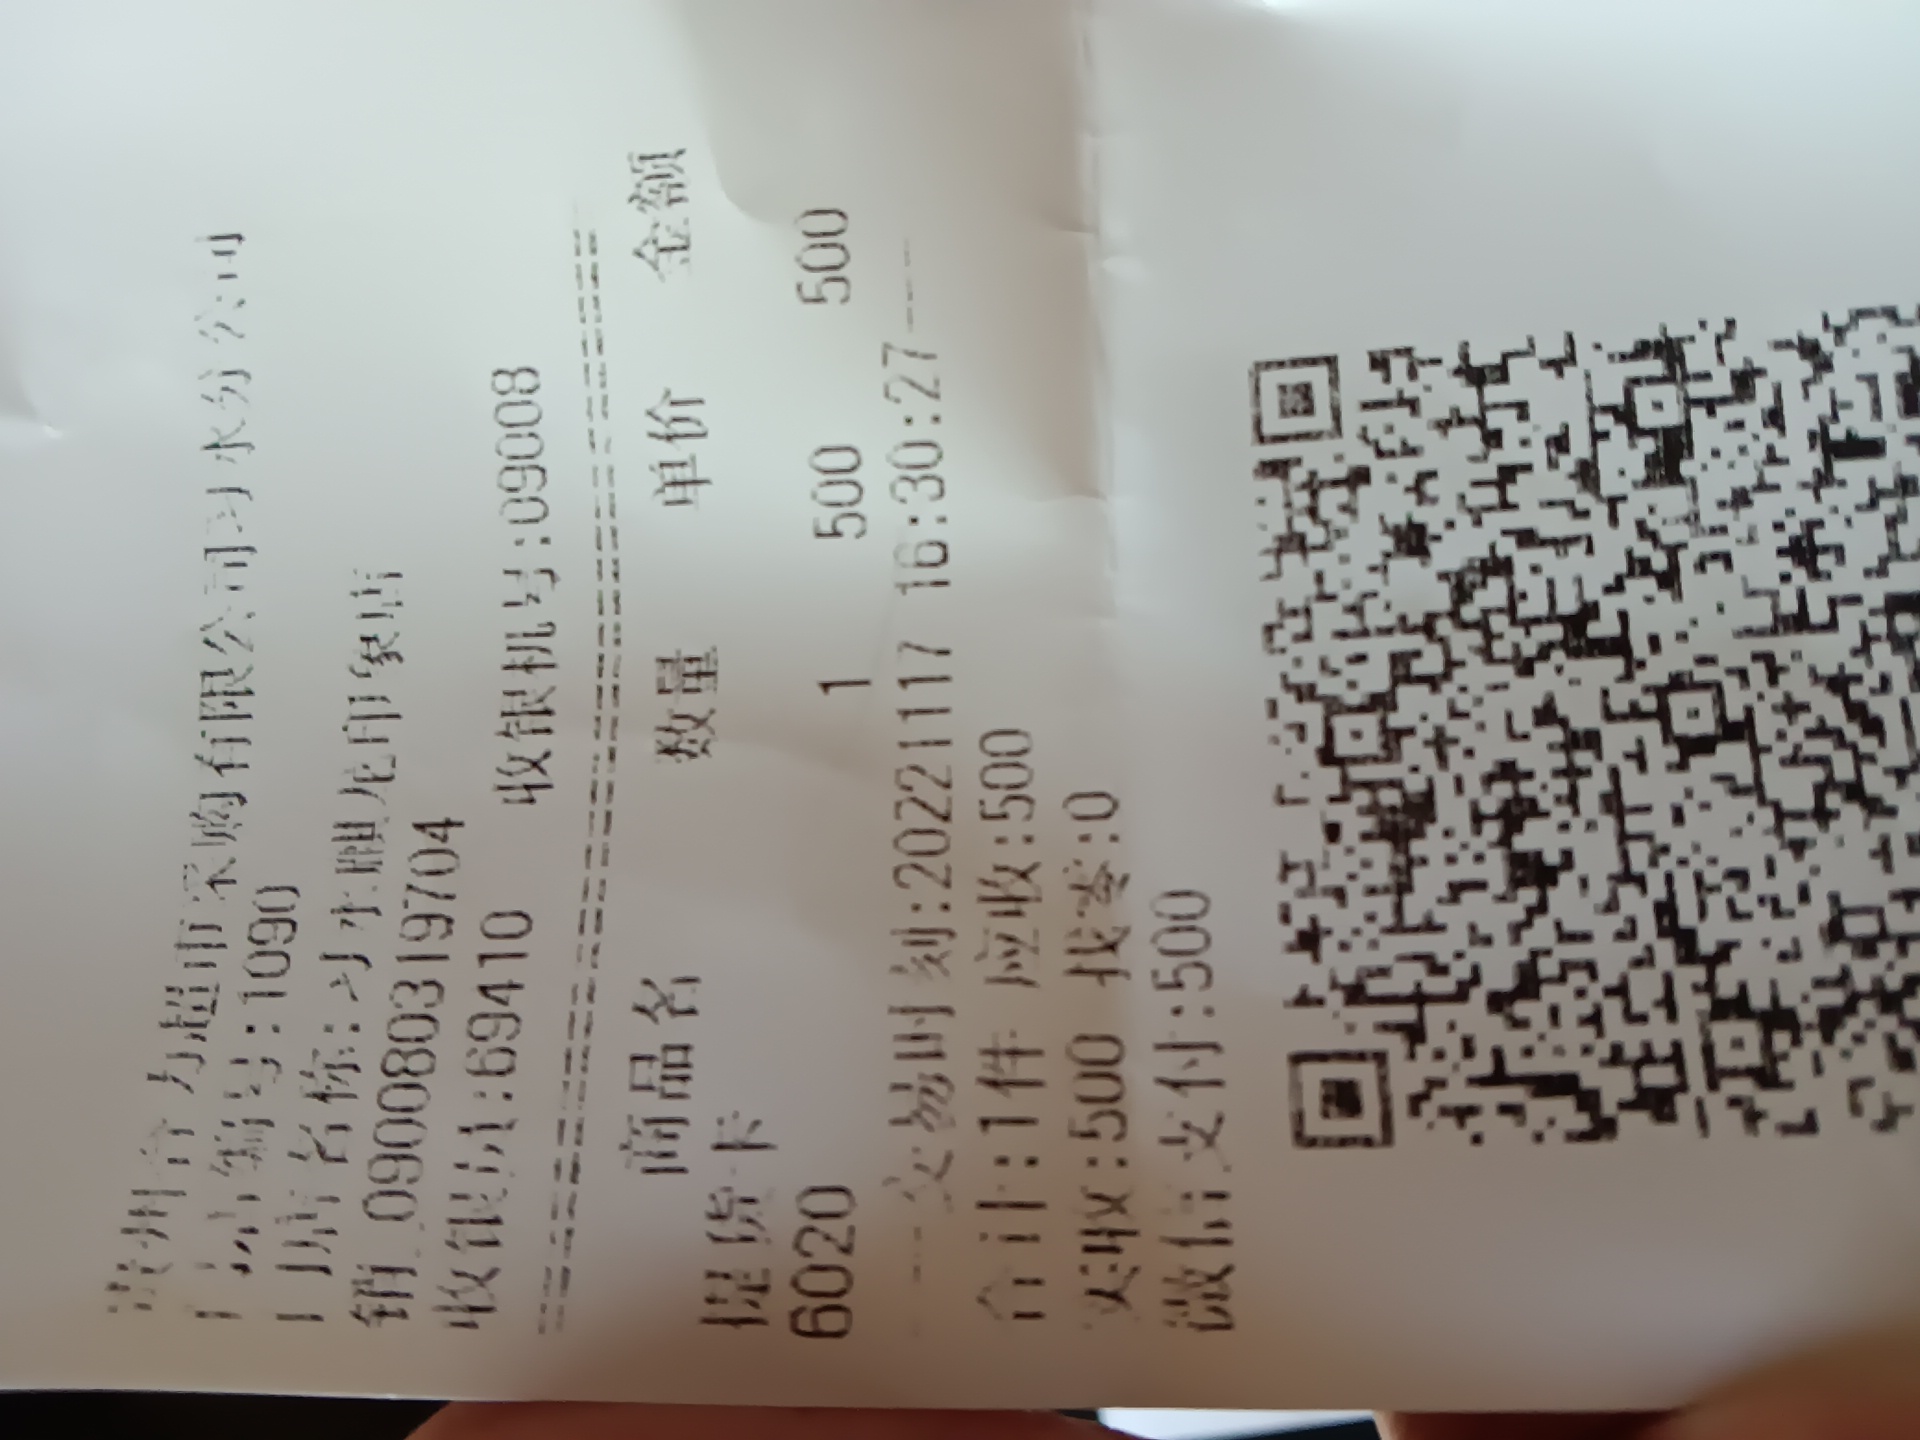 贵州合力超市采购有限公司习水分公司
门店编号:1090
门店名称:习水鹏龙印象店
销 0900803197​04
收银员:69410 收银机号:09008
商品名 数量 单价 金额
提货卡
6020 1 500 500
交易时刻:20221117 16:30:27
合计:1件 应收:500
实收:500 找零:0
微信支付:500